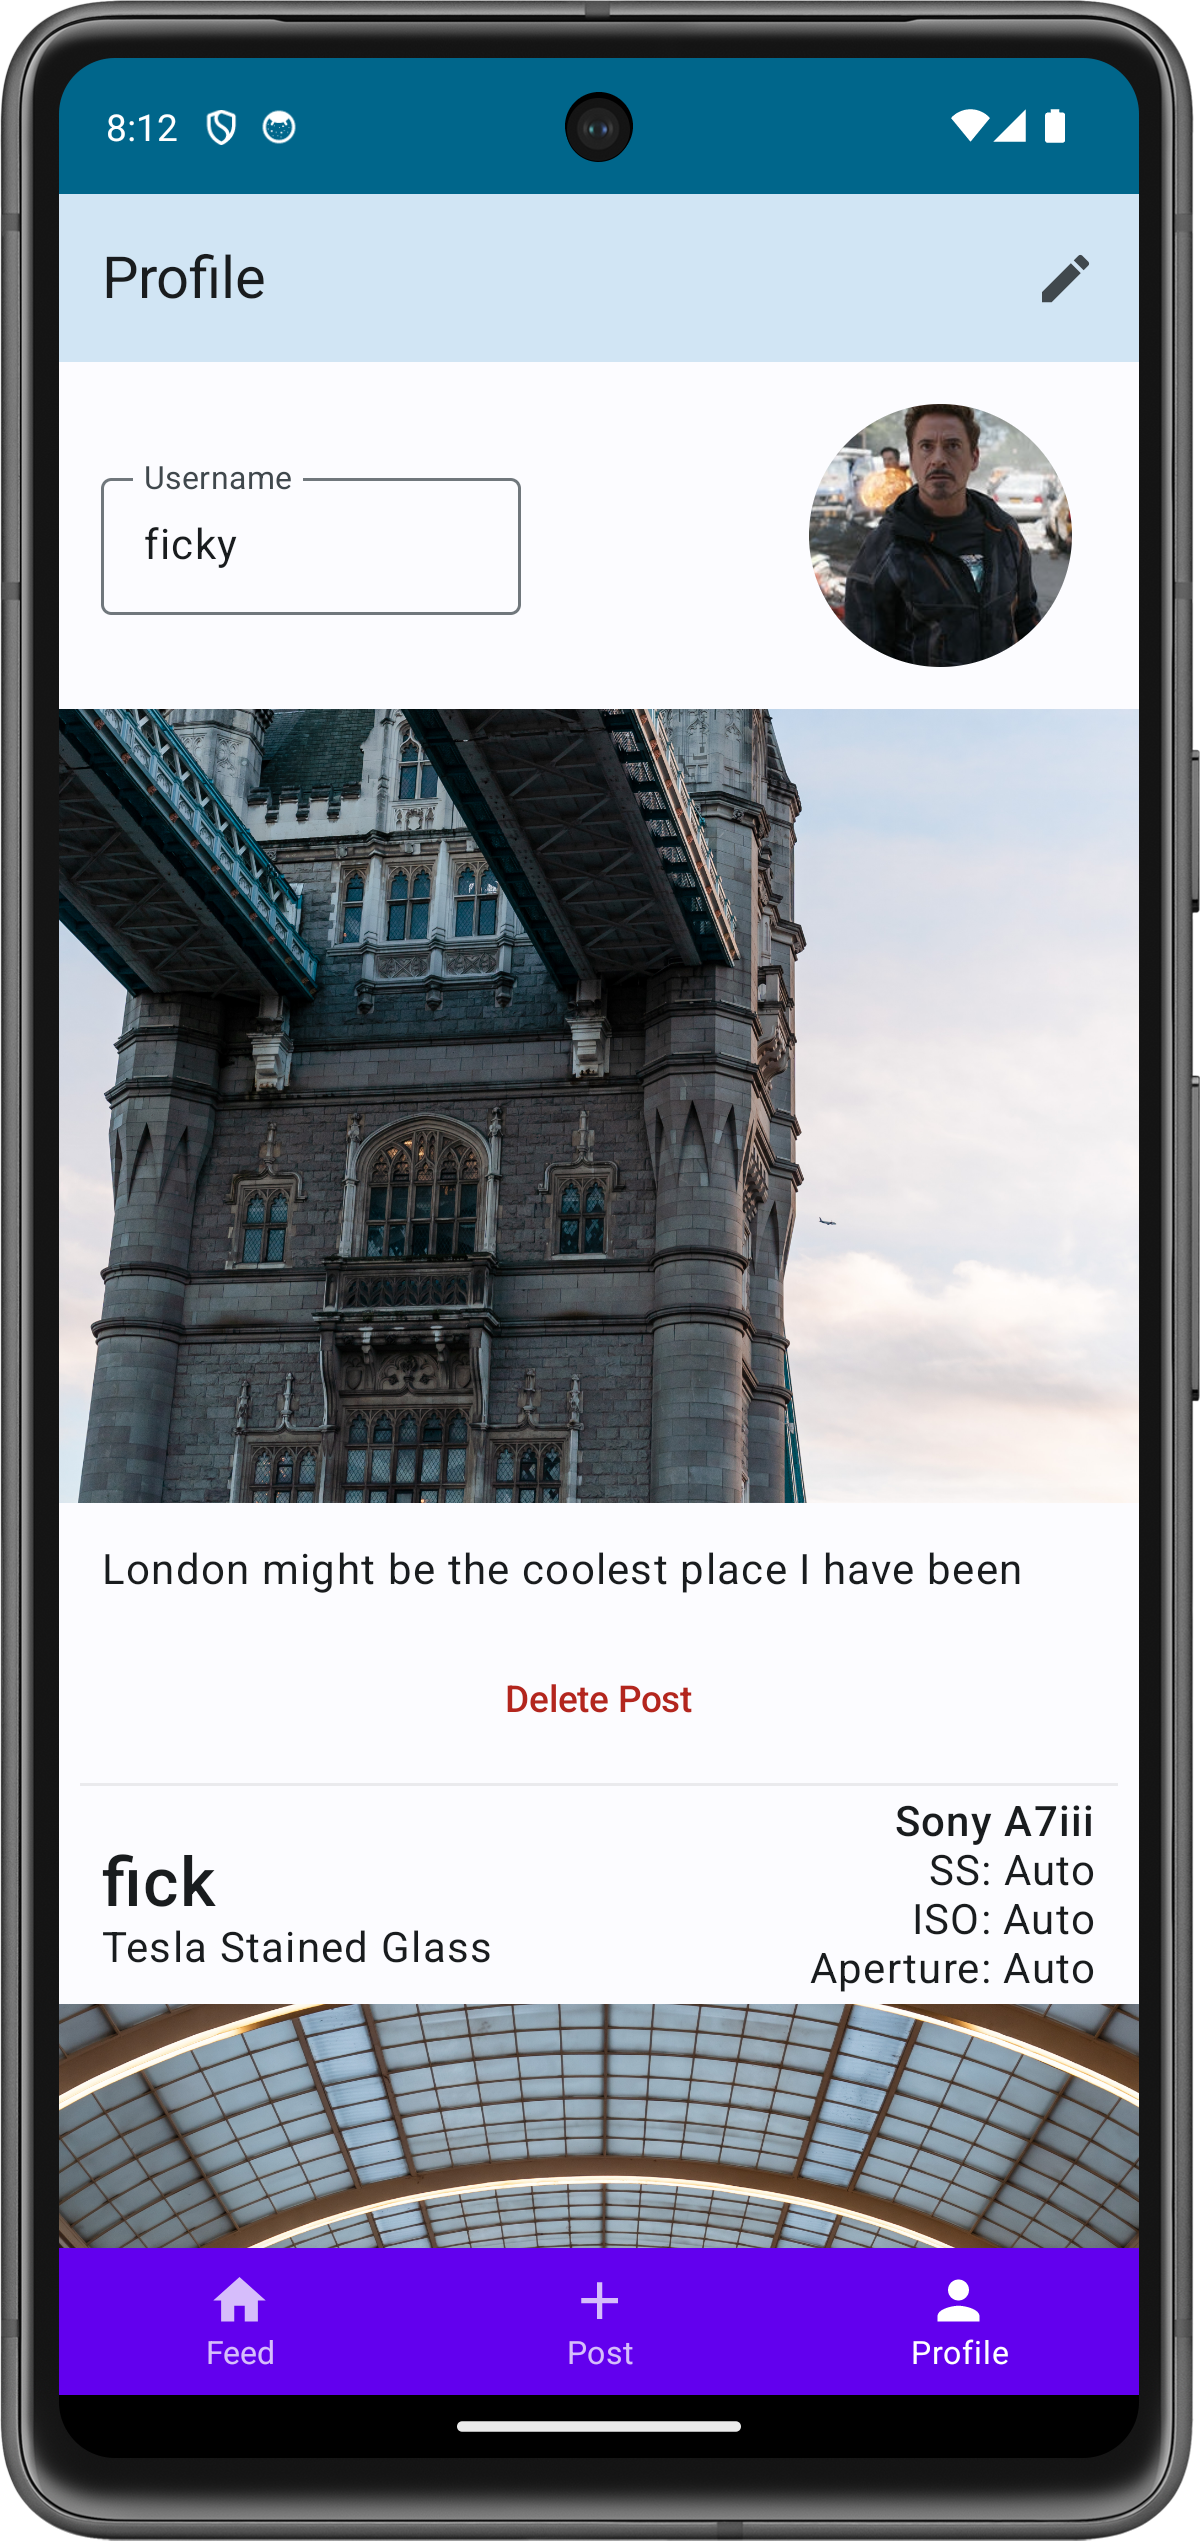 8:12
Profile
Username
ficky
London might be the coolest place I have been
Delete Post
fick
Tesla Stained Glass
Sony A7iii
SS: Auto
ISO: Auto
Aperture: Auto
Feed
Post
Profile